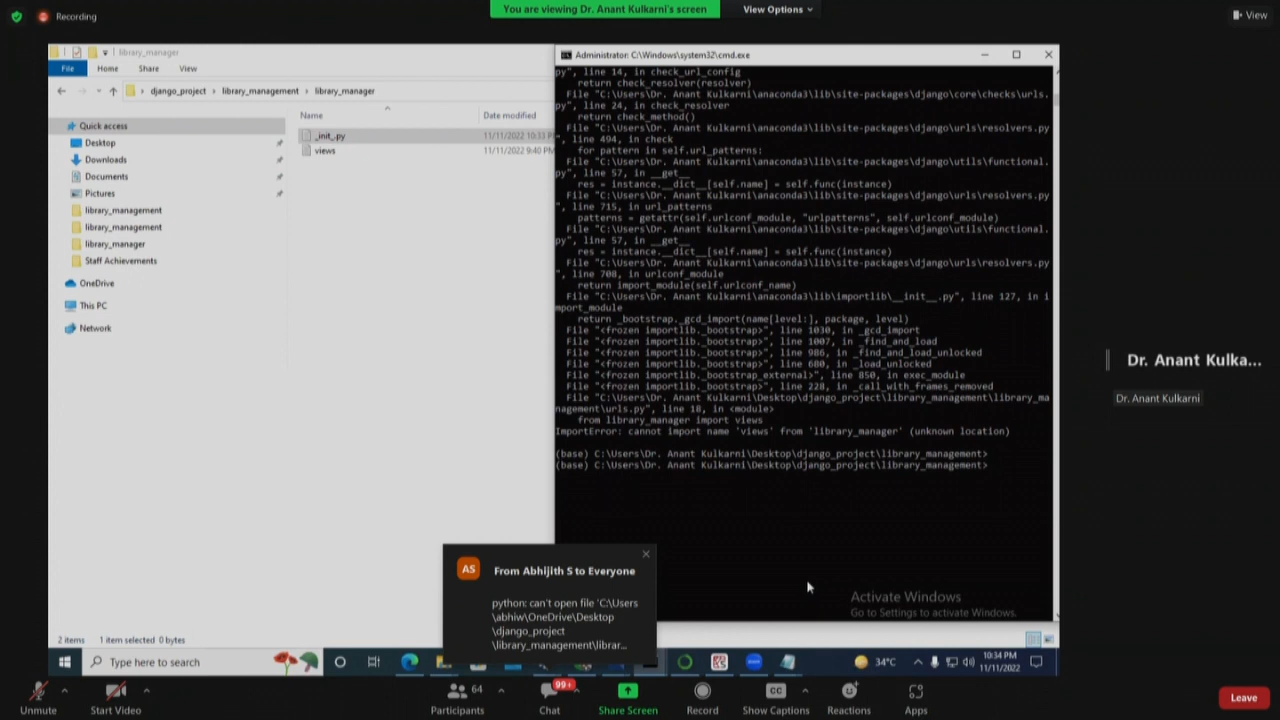 Recording
You are viewing Dr. Anant Kulkarni's screen
View Options
View
library_manager
File Home Share View
django_project > library_management > library_manager
Name Date modified
Quick access
Desktop
Downloads
Documents
Pictures
library_management
library_management
library_manager
Staff Achievements
OneDrive
This PC
Network
_init_.py 11/11/2022 10:33 P
views 11/11/2022 9:40 PM
2 items 1 item selected 0 bytes
Administrator: C:\Windows\system32\cmd.exe
py", line 14, in check_url_config
return check_resolver(resolver)
File "C:\Users\Dr. Anant Kulkarni\anaconda3\lib\site-packages\django\core\checks\urls.
py", line 24, in check_resolver
return check_method()
File "C:\Users\Dr. Anant Kulkarni\anaconda3\lib\site-packages\django\urls\resolvers.py
", line 494, in check
for pattern in self.url_patterns:
File "C:\Users\Dr. Anant Kulkarni\anaconda3\lib\site-packages\django\utils\functional.
py", line 57, in __get__
res = instance.__dict__[self.name] = self.func(instance)
File "C:\Users\Dr. Anant Kulkarni\anaconda3\lib\site-packages\django\urls\resolvers.py
", line 715, in url_patterns
patterns = getattr(self.urlconf_module, "urlpatterns", self.urlconf_module)
File "C:\Users\Dr. Anant Kulkarni\anaconda3\lib\site-packages\django\utils\functional.
py", line 57, in __get__
res = instance.__dict__[self.name] = self.func(instance)
File "C:\Users\Dr. Anant Kulkarni\anaconda3\lib\site-packages\django\urls\resolvers.py
", line 708, in urlconf_module
return import_module(self.urlconf_name)
File "C:\Users\Dr. Anant Kulkarni\anaconda3\lib\importlib\__init__.py", line 127, in i
mport_module
return _bootstrap._gcd_import(name[level:], package, level)
File "<frozen importlib._bootstrap>", line 1030, in _gcd_import
File "<frozen importlib._bootstrap>", line 1007, in _find_and_load
File "<frozen importlib._bootstrap>", line 986, in _find_and_load_unlocked
File "<frozen importlib._bootstrap>", line 680, in _load_unlocked
File "<frozen importlib._bootstrap_external>", line 850, in exec_module
File "<frozen importlib._bootstrap>", line 228, in _call_with_frames_removed
File "C:\Users\Dr. Anant Kulkarni\Desktop\django_project\library_management\library_ma
nagement\urls.py", line 18, in <module>
from library_manager import views
ImportError: cannot import name 'views' from 'library_manager' (unknown location)
(base) C:\Users\Dr. Anant Kulkarni\Desktop\django_project\library_management>
(base) C:\Users\Dr. Anant Kulkarni\Desktop\django_project\library_management>
Activate Windows
Go to Settings to activate Windows.
AS
From Abhijith S to Everyone
python: can't open file 'C:\Users
\abhiw\OneDrive\Desktop
\django_project
\library_management\librar...
Dr. Anant Kulka...
Dr. Anant Kulkarni
Type here to search
34°C
10:34 PM
11/11/2022
Unmute
Start Video
Participants 64
Chat 99+
Share Screen
Record
CC
Show Captions
Reactions
Apps
Leave